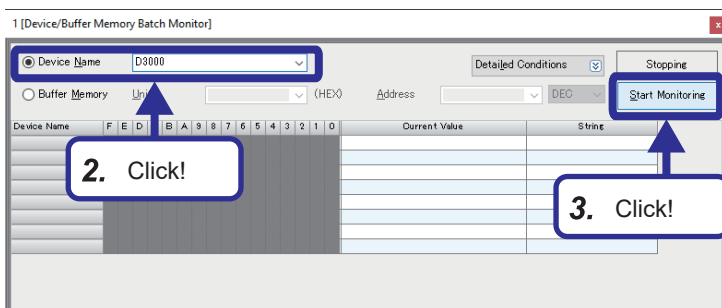 1 [Device/Buffer Memory Batch Monitor]
x
Device Name D3000 Detailed Conditions Stopping
Buffer Memory (HEX) Address DEC Start Monitoring
Device Name F E D B A 9 8 7 6 5 4 3 2 1 0 Current Value String
2. Click!
3. Click!